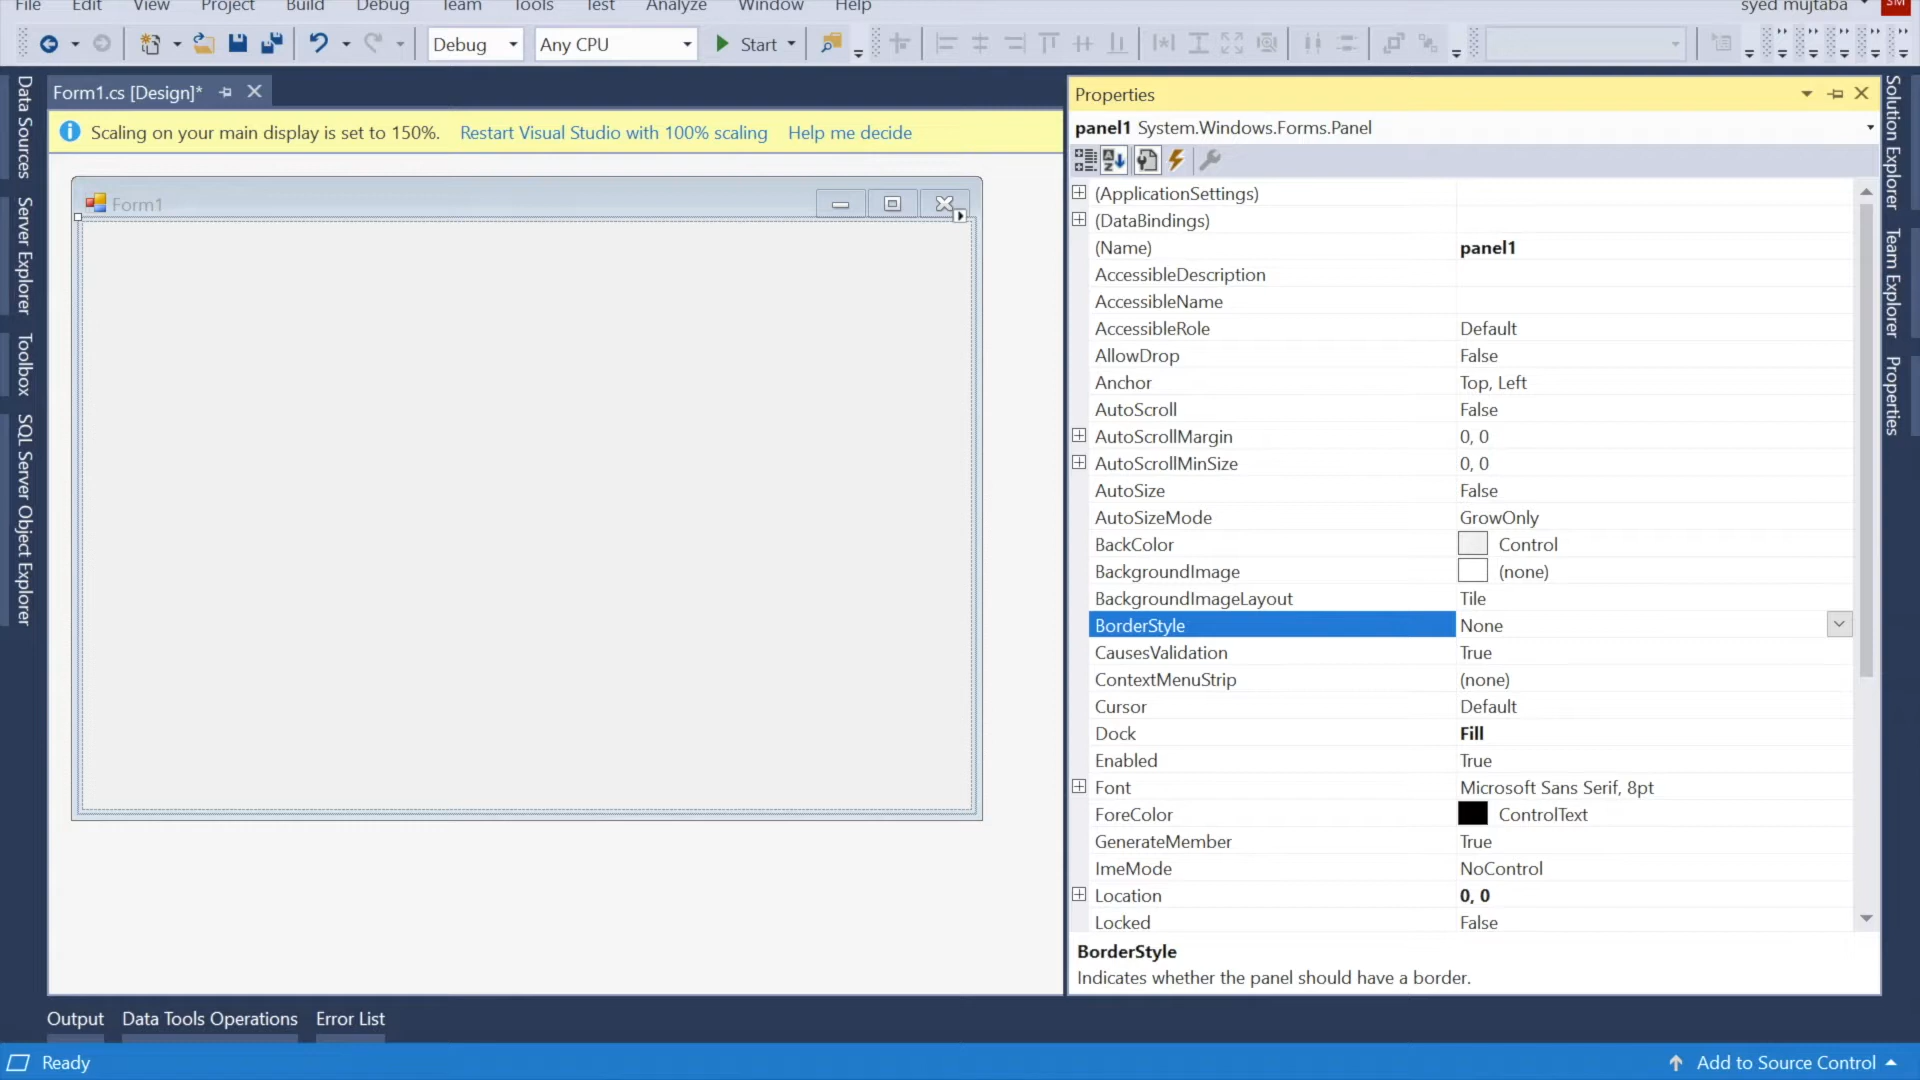 File Edit View Project Build Debug Team Tools Test Analyze Window Help syed mujtaba SM
Debug Any CPU Start
Data Sources
Server Explorer
Toolbox
SQL Server Object Explorer
Form1.cs [Design]*
Scaling on your main display is set to 150%. Restart Visual Studio with 100% scaling Help me decide
Form1
Properties
panel1 System.Windows.Forms.Panel
(ApplicationSettings)
(DataBindings)
(Name) panel1
AccessibleDescription
AccessibleName
AccessibleRole Default
AllowDrop False
Anchor Top, Left
AutoScroll False
AutoScrollMargin 0, 0
AutoScrollMinSize 0, 0
AutoSize False
AutoSizeMode GrowOnly
BackColor Control
BackgroundImage (none)
BackgroundImageLayout Tile
BorderStyle None
CausesValidation True
ContextMenuStrip (none)
Cursor Default
Dock Fill
Enabled True
Font Microsoft Sans Serif, 8pt
ForeColor ControlText
GenerateMember True
ImeMode NoControl
Location 0, 0
Locked False
BorderStyle
Indicates whether the panel should have a border.
Solution Explorer
Team Explorer
Properties
Output Data Tools Operations Error List
Ready Add to Source Control